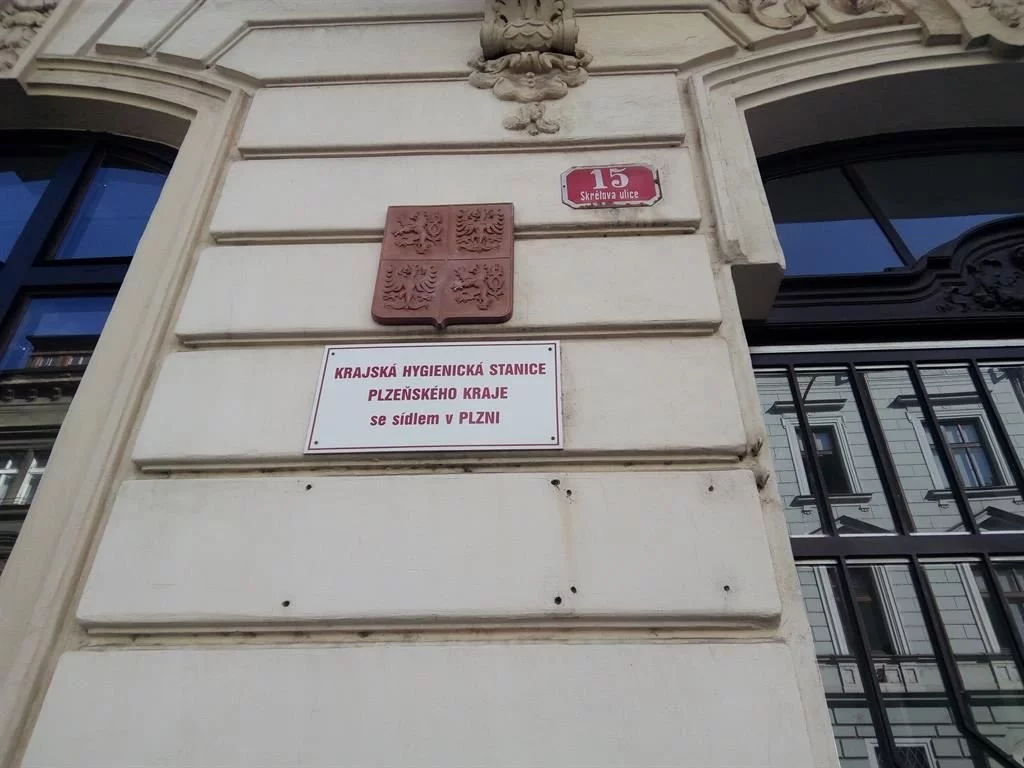 15
Skrétova ulice
KRAJSKÁ HYGIENICKÁ STANICE
PLZEŇSKÉHO KRAJE
se sídlem v PLZNI